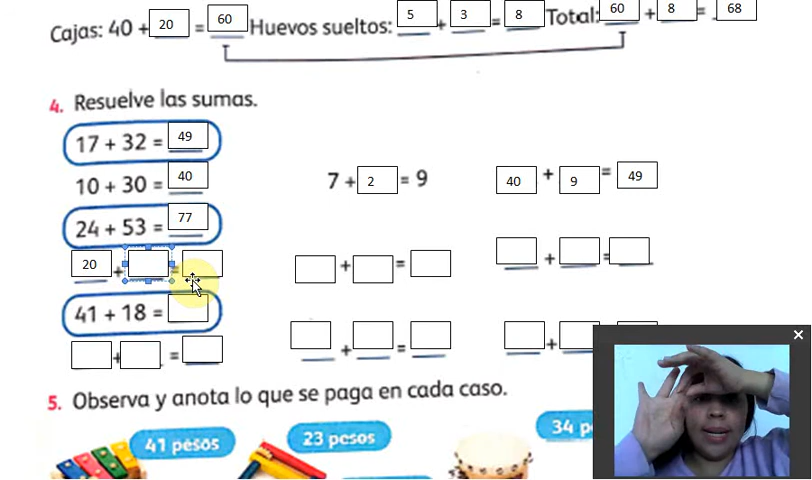 Cajas: 40 + 20 = 60 Huevos sueltos: 5 + 3 = 8 Total: 60 + 8 = 68
4. Resuelve las sumas.
17 + 32 = 49
10 + 30 = 40 7 + 2 = 9 40 + 9 = 49
24 + 53 = 77
20 + = + = + =
41 + 18 =
+ = + = +
5. Observa y anota lo que se paga en cada caso.
41 pesos 23 pesos 34 p